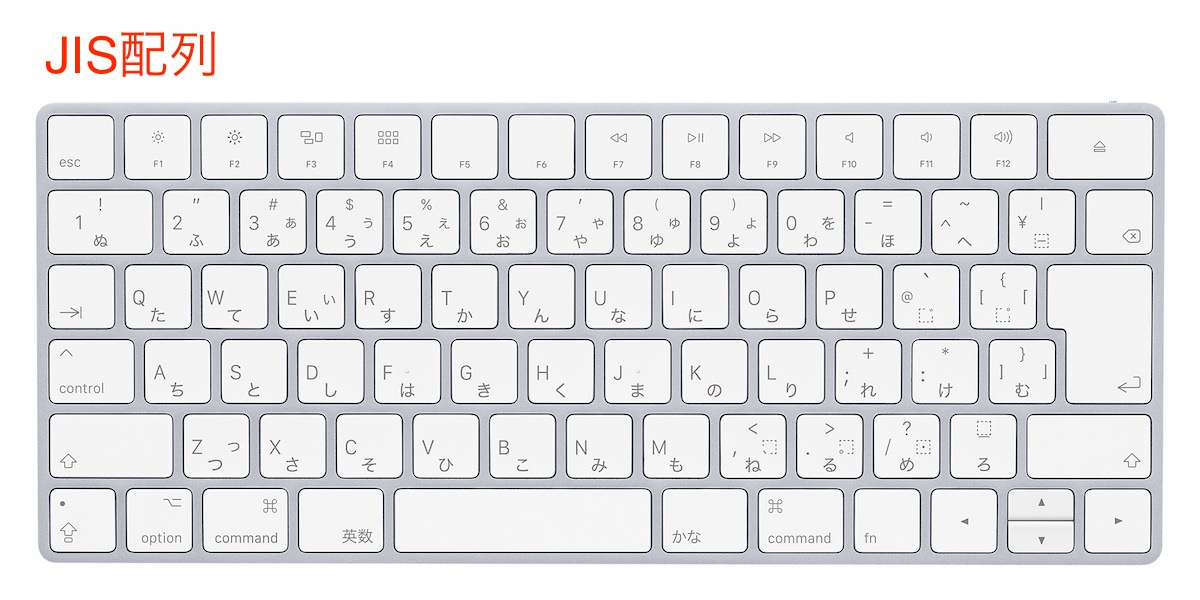 JIS配列
esc F1 F2 F3 F4 F5 F6 F7 F8 F9 F10 F11 F12
! " # ぁ $ ぅ % ぇ & ぉ ' ゃ ( ゅ ) ょ を = ~ |
1 ぬ 2 ふ 3 あ 4 う 5 え 6 お 7 や 8 ゆ 9 よ 0 わ - ほ ^ へ ¥
Q た W て E ぃ い R す T か Y ん U な I に O ら P せ @ ` ゛ { [ 「 ゜
control A ち S と D し F は G き H く J ま K の L り + ; れ * : け } ] 」 む
Z っ つ X さ C そ V ひ B こ N み M も < , 、 ね > . 。 る ? / ・ め _ ろ
option ⌘ command 英数 かな ⌘ command fn